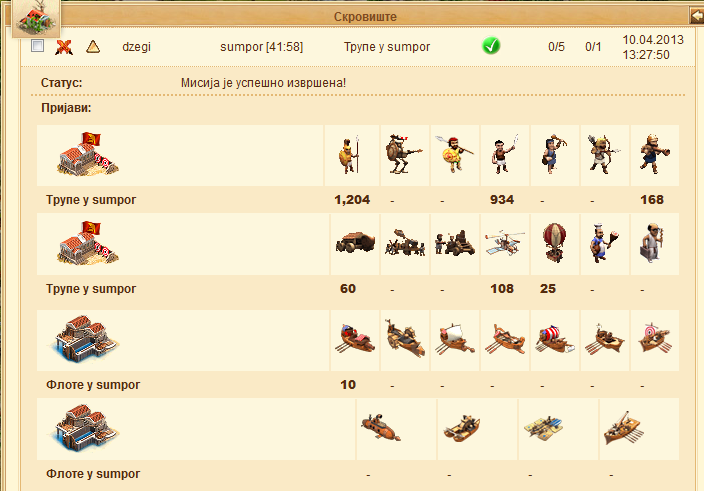 Скровиште
dzegi sumpor [41:58] Трупе у sumpor 0/5 0/1 10.04.2013
13:27:50
Статус: Мисија је успешно извршена!
Пријави:
Трупе у sumpor 1,204 - - 934 - - 168
Трупе у sumpor 60 - - 108 25 - -
Флоте у sumpor 10 - - - - - -
Флоте у sumpor - - - -